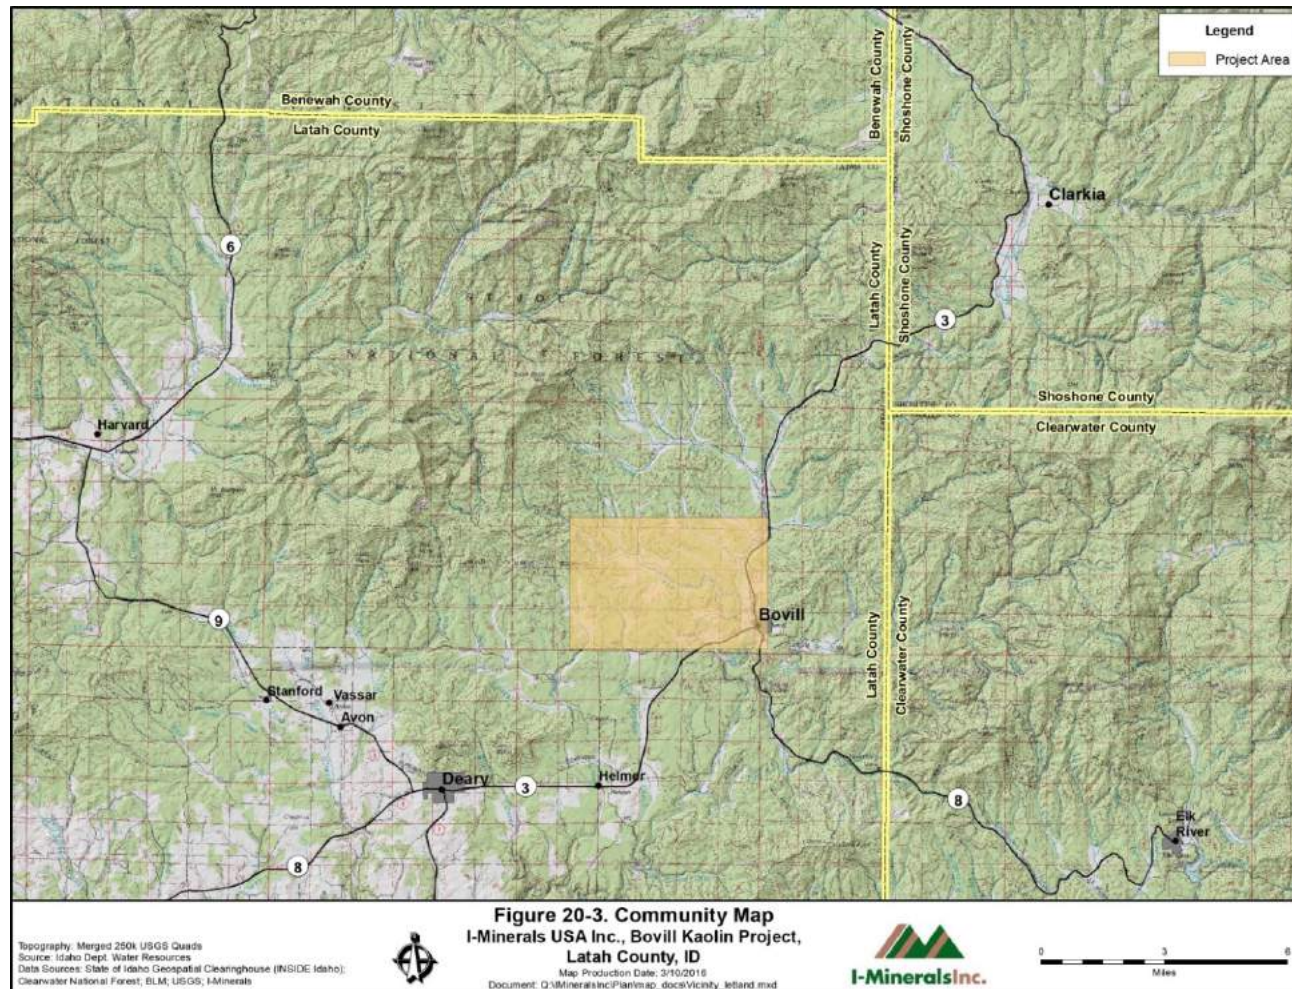 Legend
Project Area
Benewah County
Latah County
Benewah County
Shoshone County
Clarkia
6
Latah County
Shoshone County
3
NATIONAL FOREST
Shoshone County
Clearwater County
Harvard
Bovill
9
Latah County
Clearwater County
Stanford
Vassar
Avon
Deary
3
Helmer
8
8
Elk
River
Figure 20-3. Community Map
I-Minerals USA Inc., Bovill Kaolin Project,
Latah County, ID
Map Production Date: 3/10/2016
Topography: Merged 250k USGS Quads
Source: Idaho Dept. Water Resources
Data Sources: State of Idaho Geospatial Clearinghouse (INSIDE Idaho);
Clearwater National Forest; BLM; USGS; I-Minerals
I-MineralsInc.
0 3 6
Miles